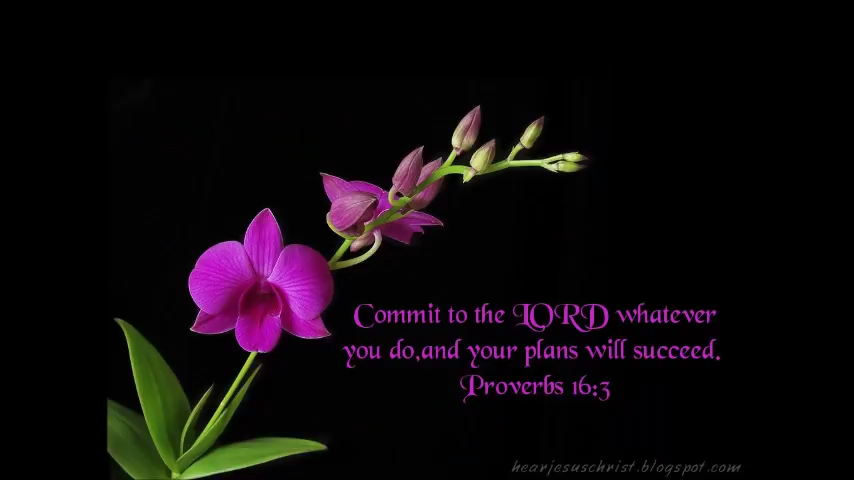 Commit to the LORD whatever
you do,and your plans will succeed.
Proverbs 16:3
hearjesuschrist.blogspot.com